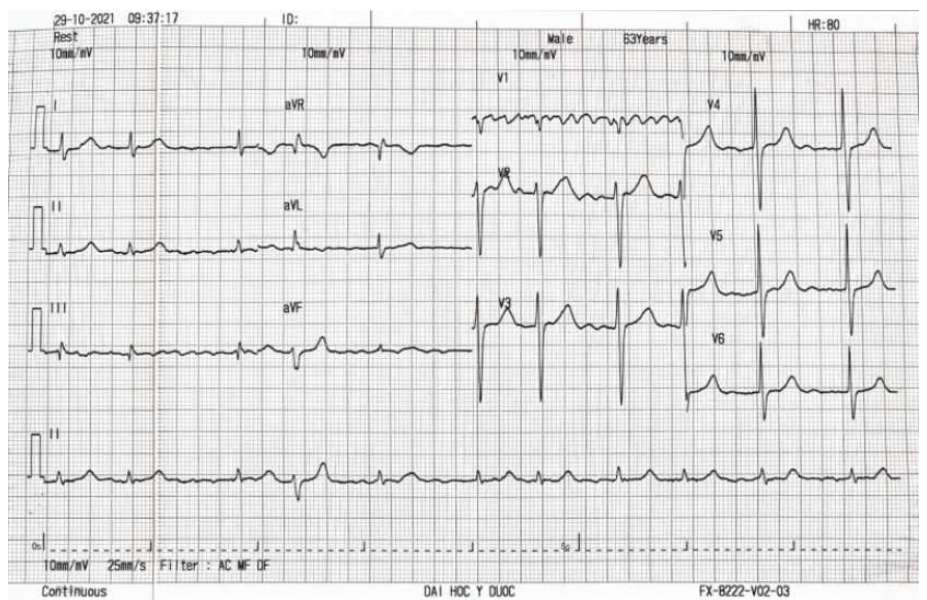 29-10-2021 09:37:17 ID: HR:80
Rest Male 63Years
10mm/mV 10mm/mV 10mm/mV 10mm/mV
I aVR V1 V4
II aVL V2 V5
III aVF V3 V6
II
0s 5s
10mm/mV 25mm/s Filter : AC MF DF
Continuous DAI HOC Y DUOC FX-8222-V02-03